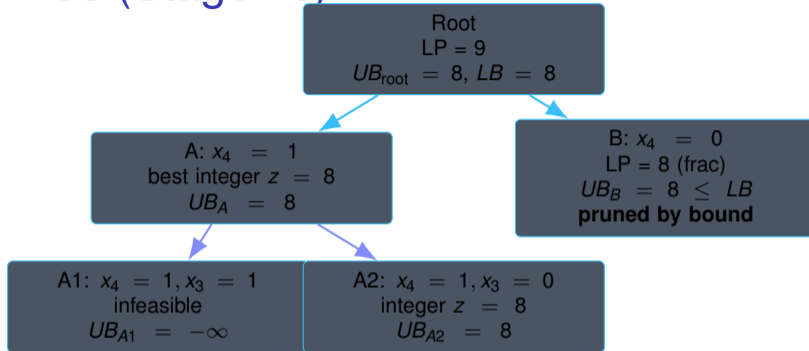 Root
LP = 9
UB_root = 8, LB = 8
A: x_4 = 1
best integer z = 8
UB_A = 8
B: x_4 = 0
LP = 8 (frac)
UB_B = 8 ≤ LB
pruned by bound
A1: x_4 = 1, x_3 = 1
infeasible
UB_A1 = −∞
A2: x_4 = 1, x_3 = 0
integer z = 8
UB_A2 = 8